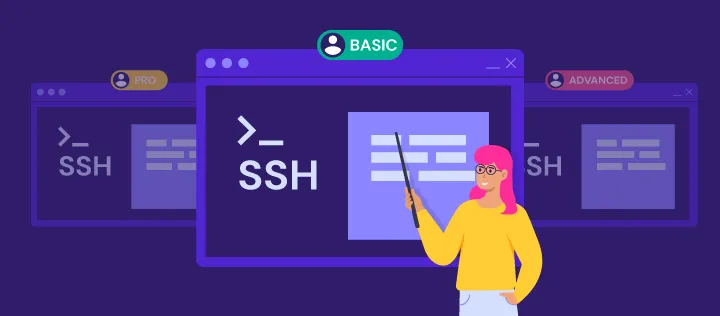 BASIC
PRO
ADVANCED
>_
SSH
>_
SSH
SH